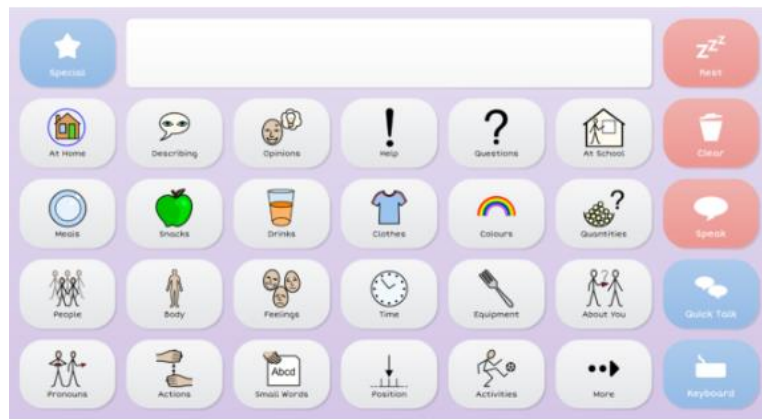 Special
zzz
Rest
At Home
Describing
Opinions
!
Help
?
Questions
At School
Clear
Meals
Snacks
Drinks
Clothes
Colours
?
Quantities
Speak
People
Body
Feelings
Time
Equipment
?
About You
Quick Talk
Pronouns
Actions
Abcd
Small Words
Position
Activities
More
Keyboard